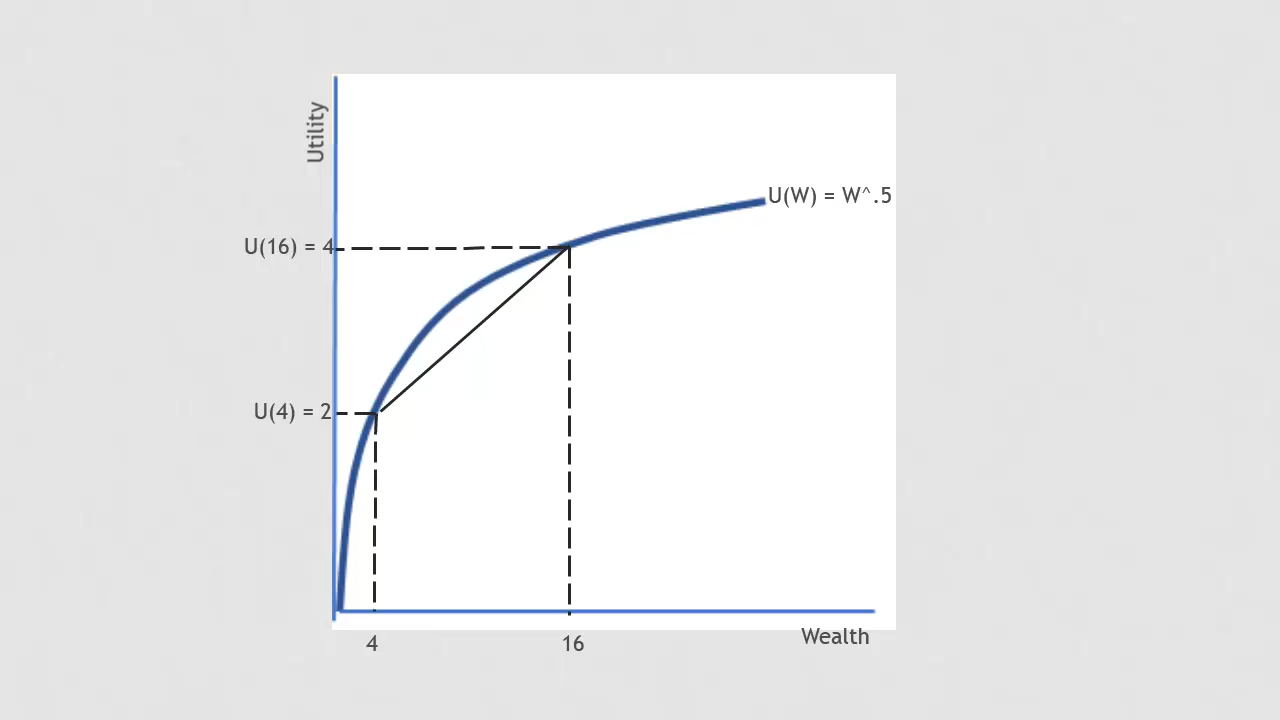 Utility
U(W) = W^.5
U(16) = 4
U(4) = 2
4
16
Wealth